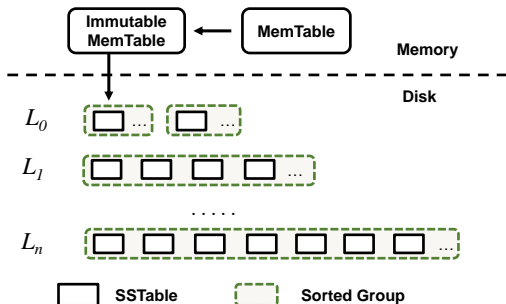 Immutable
MemTable
MemTable
Memory
Disk
L0
... ...
L1
...
.....
Ln
...
SSTable
Sorted Group